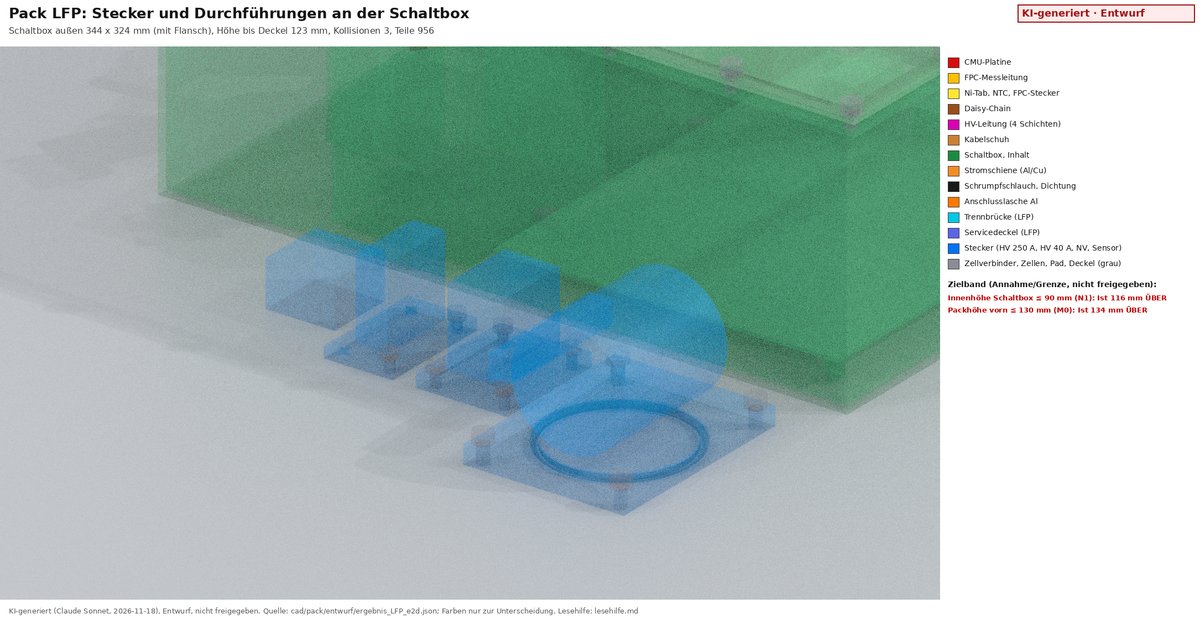 Pack LFP: Stecker und Durchführungen an der Schaltbox
KI-generiert · Entwurf
Schaltbox außen 344 x 324 mm (mit Flansch), Höhe bis Deckel 123 mm, Kollisionen 3, Teile 956
CMU-Platine
FPC-Messleitung
Ni-Tab, NTC, FPC-Stecker
Daisy-Chain
HV-Leitung (4 Schichten)
Kabelschuh
Schaltbox, Inhalt
Stromschiene (Al/Cu)
Schrumpfschlauch, Dichtung
Anschlusslasche Al
Trennbrücke (LFP)
Servicedeckel (LFP)
Stecker (HV 250 A, HV 40 A, NV, Sensor)
Zellverbinder, Zellen, Pad, Deckel (grau)
Zielband (Annahme/Grenze, nicht freigegeben):
Innenhöhe Schaltbox ≤ 90 mm (N1): Ist 116 mm ÜBER
Packhöhe vorn ≤ 130 mm (M0): Ist 134 mm ÜBER
KI-generiert (Claude Sonnet, 2026-11-18), Entwurf, nicht freigegeben. Quelle: cad/pack/entwurf/ergebnis_LFP_e2d.json; Farben nur zur Unterscheidung. Lesehilfe: lesehilfe.md